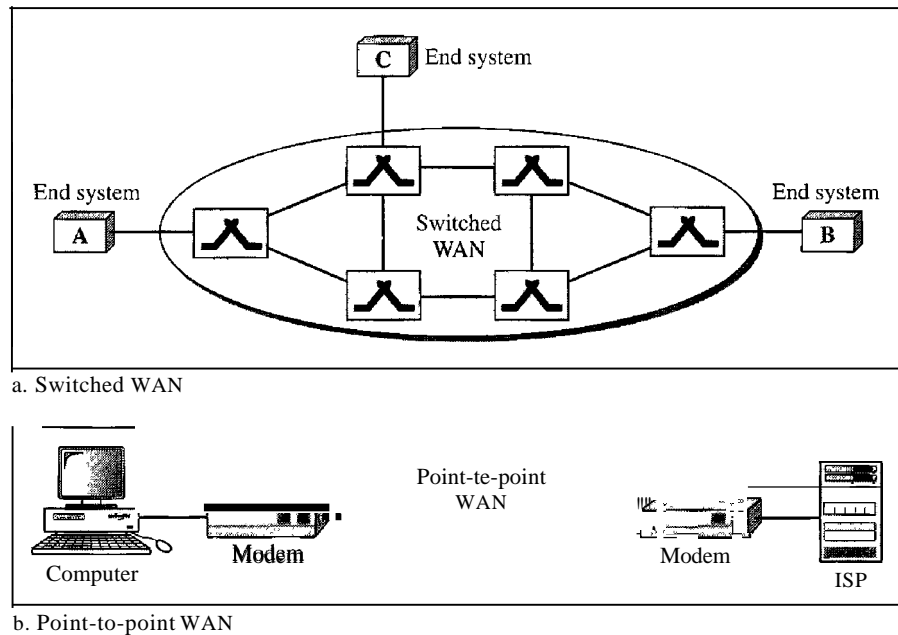 C End system
End system
A
Switched
WAN
End system
B
a. Switched WAN
Point-te-point
WAN
Computer
Modem
Modem
ISP
b. Point-to-point WAN